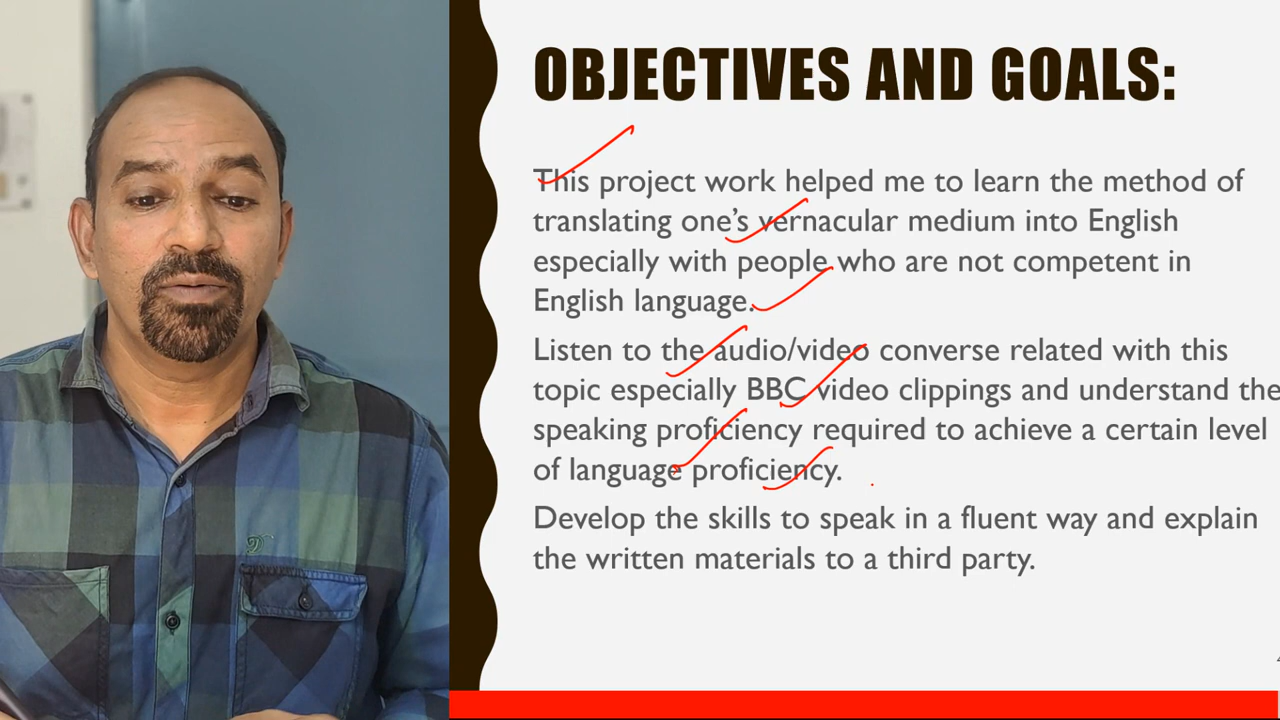 OBJECTIVES AND GOALS:
This project work helped me to learn the method of
translating one’s vernacular medium into English
especially with people who are not competent in
English language.
Listen to the audio/video converse related with this
topic especially BBC video clippings and understand the
speaking proficiency required to achieve a certain level
of language proficiency.
Develop the skills to speak in a fluent way and explain
the written materials to a third party.